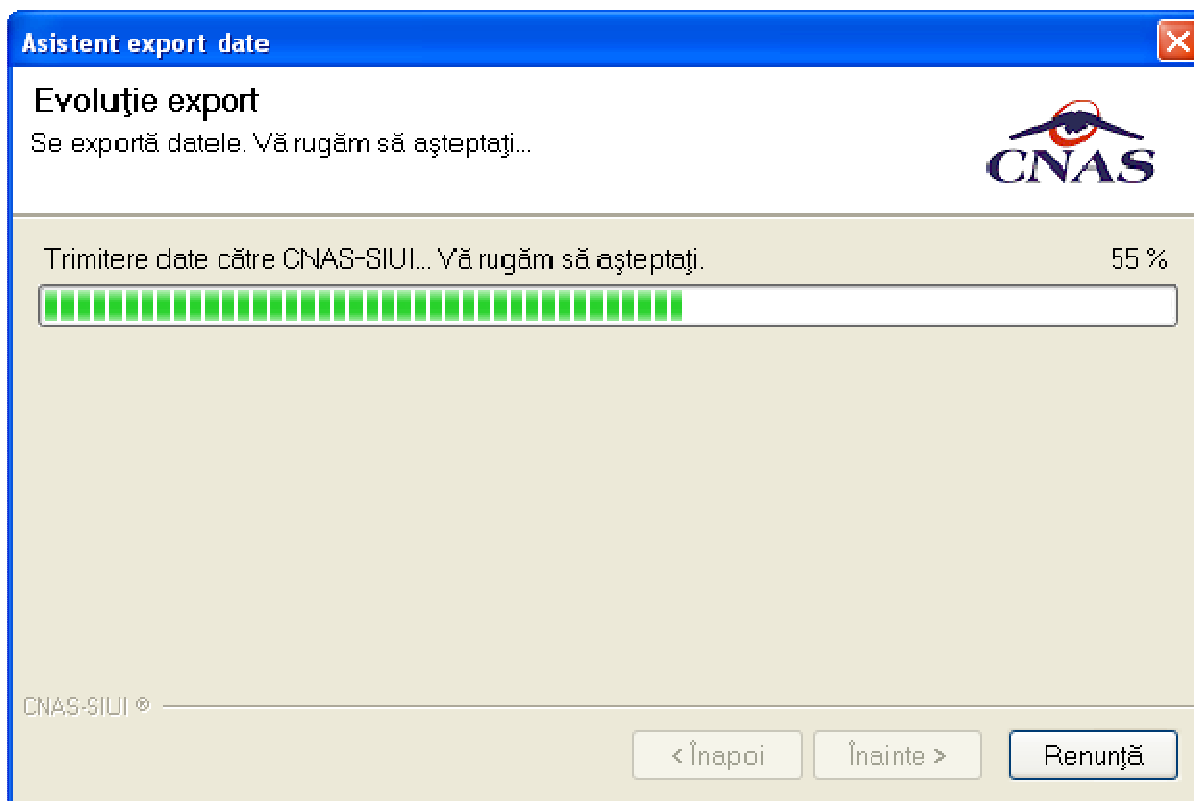 Asistent export date
Evoluţie export
Se exportă datele. Vă rugăm să aşteptaţi...
CNAS
Trimitere date către CNAS-SIUI... Vă rugăm să aşteptaţi.
55 %
CNAS-SIUI ®
< Înapoi
Înainte >
Renunţă